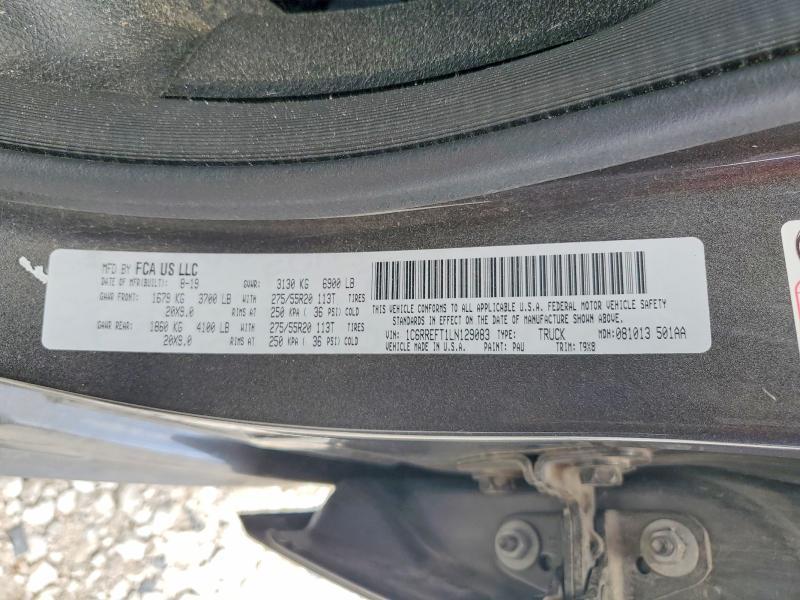 MFD BY FCA US LLC
DATE OF MFR(BUILT): 8-19 GVWR: 3130 KG 6900 LB
GAWR FRONT: 1679 KG 3700 LB WITH 275/55R20 113T TIRES
20X9.0 RIMS AT 250 KPA ( 36 PSI) COLD
GAWR REAR: 1860 KG 4100 LB WITH 275/55R20 113T TIRES
20X9.0 RIMS AT 250 KPA ( 36 PSI) COLD
THIS VEHICLE CONFORMS TO ALL APPLICABLE U.S.A. FEDERAL MOTOR VEHICLE SAFETY
STANDARDS IN EFFECT ON THE DATE OF MANUFACTURE SHOWN ABOVE.
VIN: 1C6RREFT1LN129083 TYPE: TRUCK MDH: 081013 501AA
VEHICLE MADE IN U.S.A. PAINT: PAU TRIM: T9X8